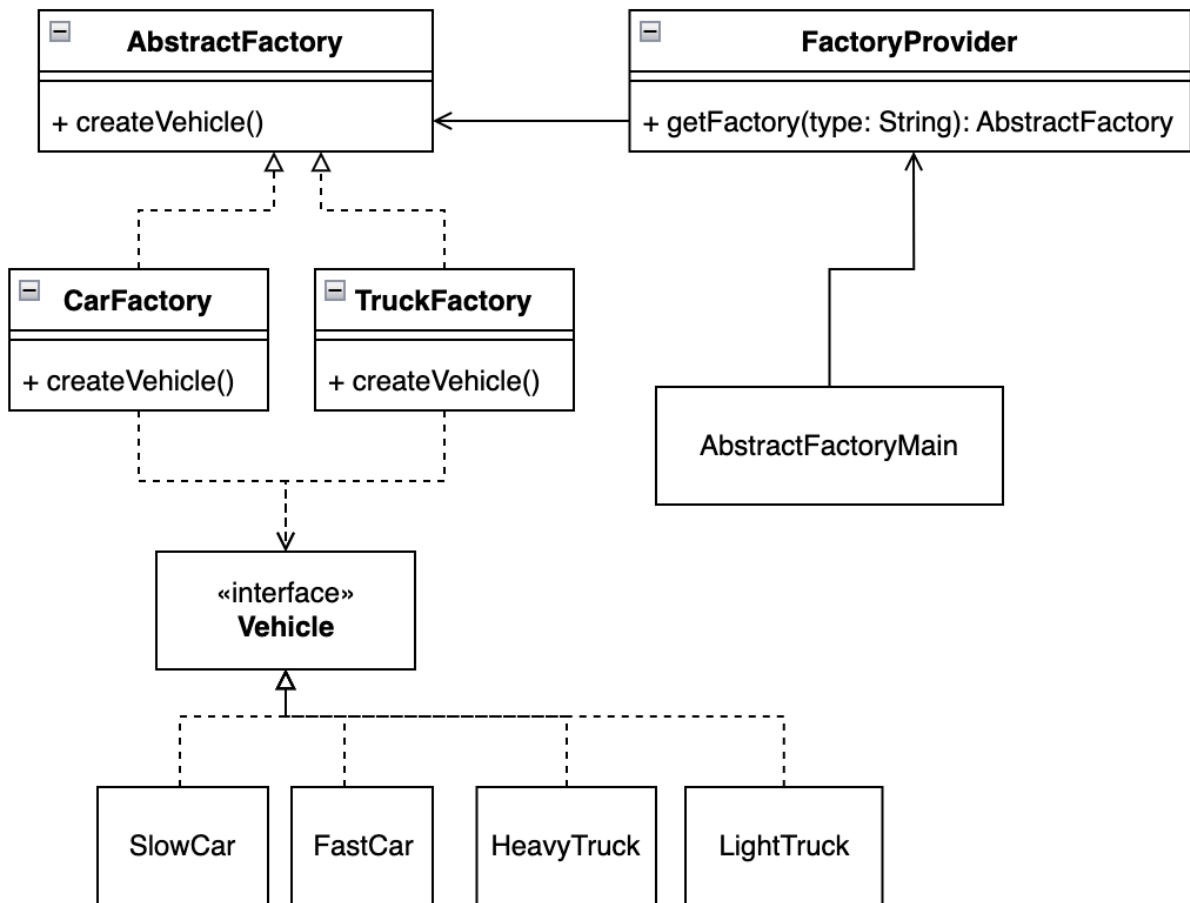 AbstractFactory
+ createVehicle()
FactoryProvider
+ getFactory(type: String): AbstractFactory
CarFactory
+ createVehicle()
TruckFactory
+ createVehicle()
AbstractFactoryMain
«interface»
Vehicle
SlowCar
FastCar
HeavyTruck
LightTruck